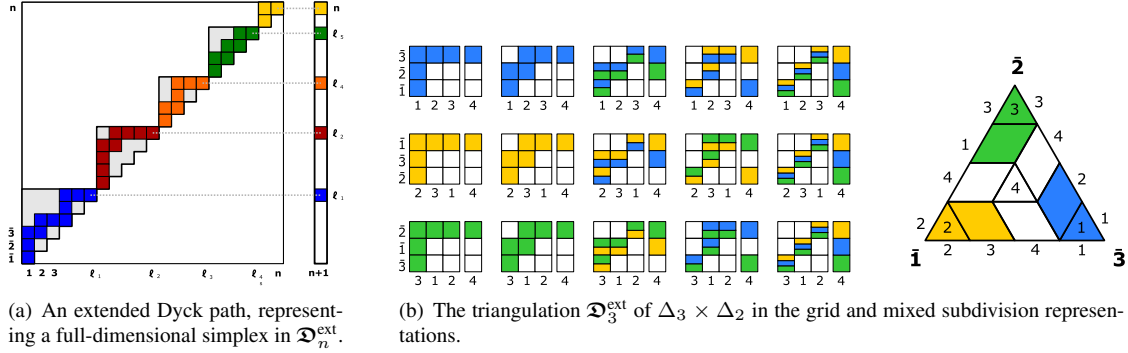 n
n
ℓ₅
ℓ₄
ℓ₂
ℓ₁
3̄
2̄
1̄
1 2 3 ℓ₁ ℓ₂ ℓ₃ n n+1
3̄
2̄
1̄
1 2 3 4
1 2 3 4
1 2 3 4
1 2 3 4
1 2 3 4
1̄
3̄
2̄
2 3 1 4
2 3 1 4
2 3 1 4
2 3 1 4
2 3 1 4
2̄
1̄
3̄
3 1 2 4
3 1 2 4
3 1 2 4
3 1 2 4
3 1 2 4
2̄
3 3 3
1 4
4 4 2
2 2 1 1
1̄ 2 3 4 1 3̄
(a) An extended Dyck path, represent-
ing a full-dimensional simplex in 𝕯ₙᵉˣᵗ.
(b) The triangulation 𝕯₃ᵉˣᵗ of Δ₃ × Δ₂ in the grid and mixed subdivision represen-
tations.